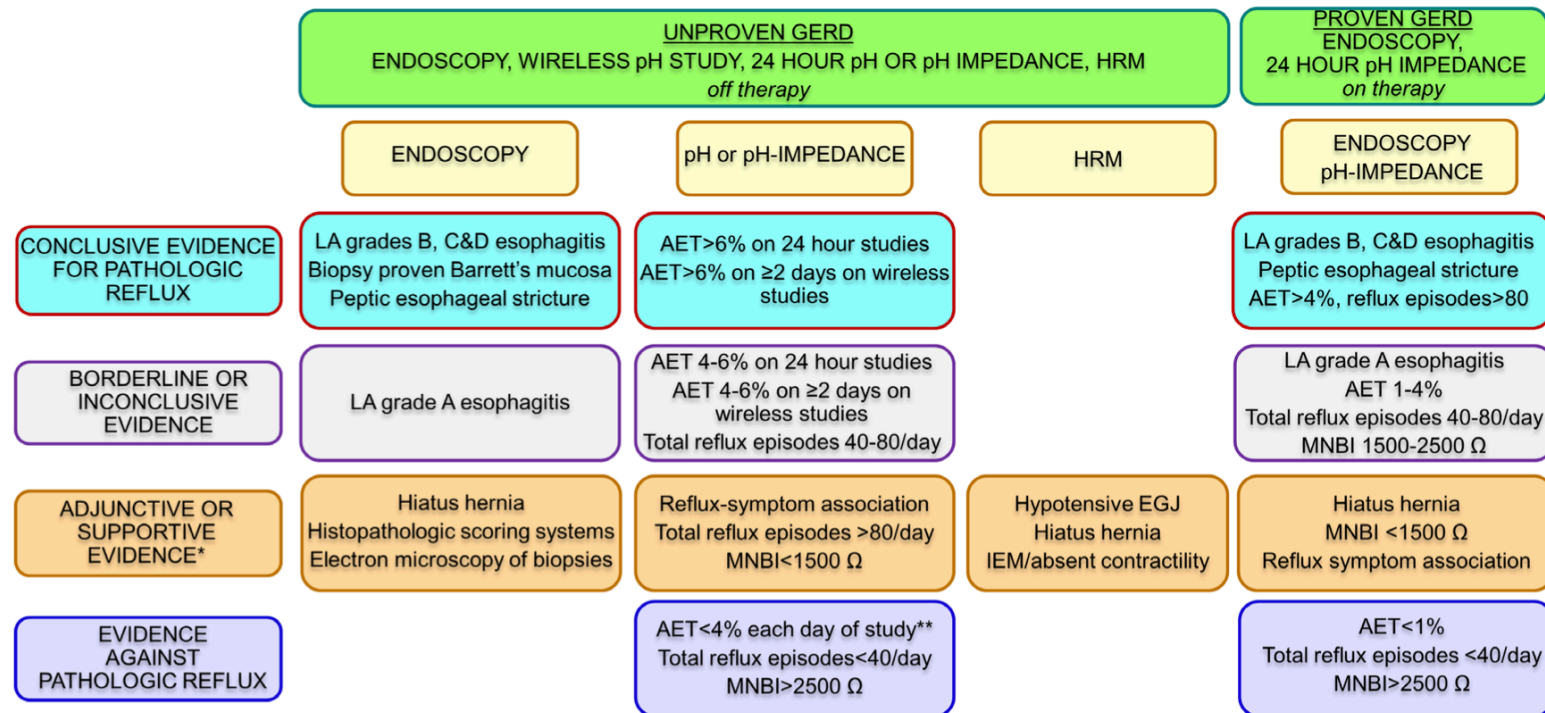 UNPROVEN GERD
ENDOSCOPY, WIRELESS pH STUDY, 24 HOUR pH OR pH IMPEDANCE, HRM
off therapy
PROVEN GERD
ENDOSCOPY,
24 HOUR pH IMPEDANCE
on therapy
ENDOSCOPY
pH or pH-IMPEDANCE
HRM
ENDOSCOPY
pH-IMPEDANCE
CONCLUSIVE EVIDENCE
FOR PATHOLOGIC
REFLUX
LA grades B, C&D esophagitis
Biopsy proven Barrett's mucosa
Peptic esophageal stricture
AET>6% on 24 hour studies
AET>6% on ≥2 days on wireless
studies
LA grades B, C&D esophagitis
Peptic esophageal stricture
AET>4%, reflux episodes>80
BORDERLINE OR
INCONCLUSIVE
EVIDENCE
LA grade A esophagitis
AET 4-6% on 24 hour studies
AET 4-6% on ≥2 days on
wireless studies
Total reflux episodes 40-80/day
LA grade A esophagitis
AET 1-4%
Total reflux episodes 40-80/day
MNBI 1500-2500 Ω
ADJUNCTIVE OR
SUPPORTIVE
EVIDENCE*
Hiatus hernia
Histopathologic scoring systems
Electron microscopy of biopsies
Reflux-symptom association
Total reflux episodes >80/day
MNBI<1500 Ω
Hypotensive EGJ
Hiatus hernia
IEM/absent contractility
Hiatus hernia
MNBI <1500 Ω
Reflux symptom association
EVIDENCE
AGAINST
PATHOLOGIC REFLUX
AET<4% each day of study**
Total reflux episodes<40/day
MNBI>2500 Ω
AET<1%
Total reflux episodes <40/day
MNBI>2500 Ω